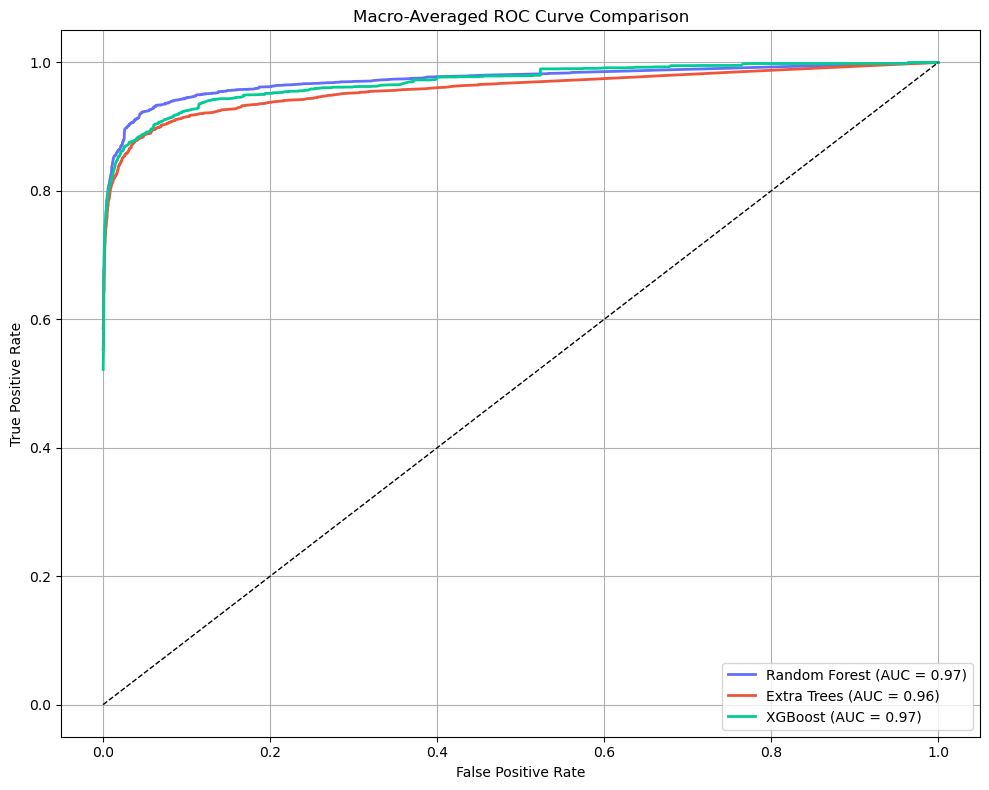 Macro-Averaged ROC Curve Comparison
1.0
0.8
0.6
0.4
0.2
0.0
True Positive Rate
0.0 0.2 0.4 0.6 0.8 1.0
False Positive Rate
Random Forest (AUC = 0.97)
Extra Trees (AUC = 0.96)
XGBoost (AUC = 0.97)